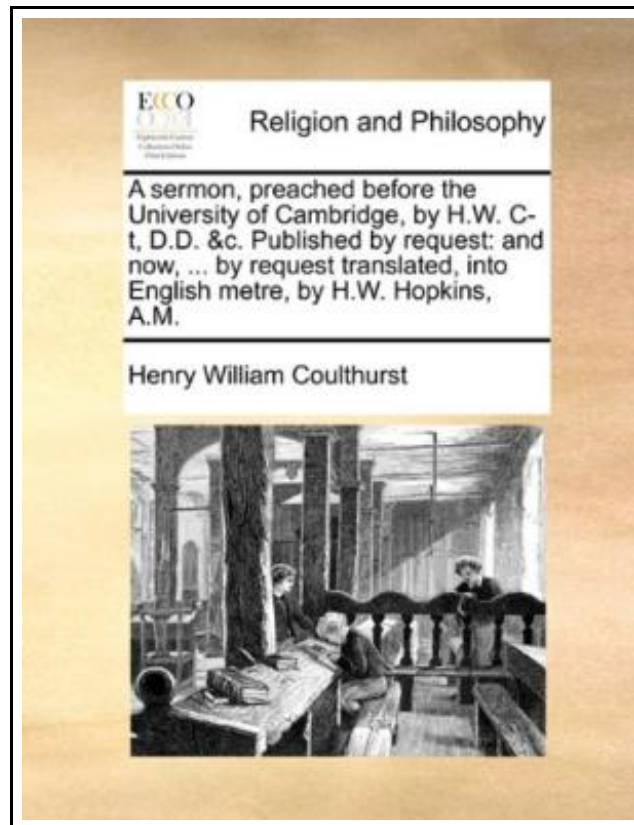 ECCO
Religion and Philosophy
A sermon, preached before the
University of Cambridge, by H.W. C-
t, D.D. &c. Published by request: and
now, ... by request translated, into
English metre, by H.W. Hopkins,
A.M.
Henry William Coulthurst